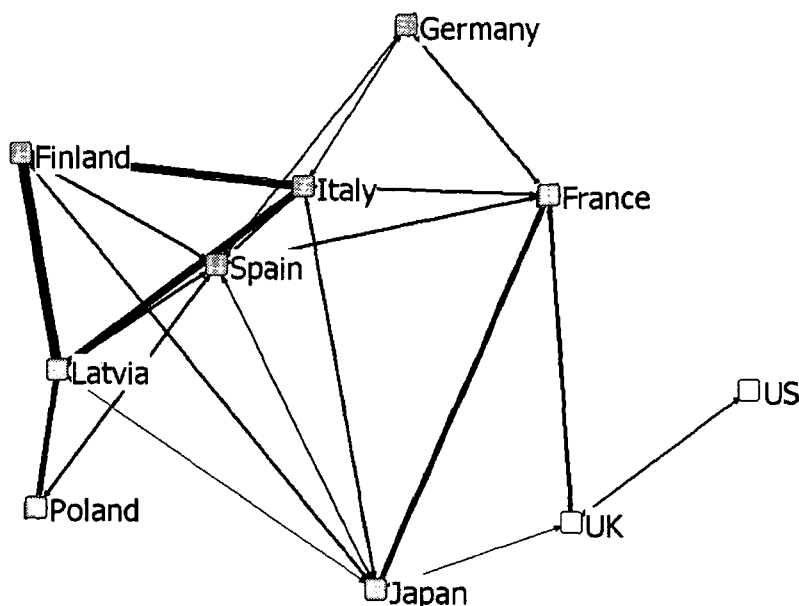 Germany
Finland
Italy
France
Spain
Latvia
US
Poland
UK
Japan